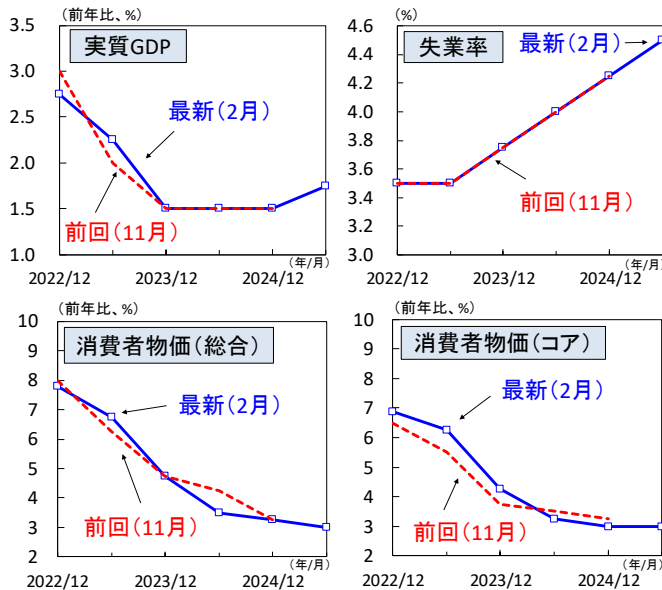 (前年比、%)
実質GDP
3.5
3.0
2.5
2.0
1.5
1.0
最新(2月)
前回(11月)
2022/12
2023/12
2024/12
(年/月)
(%)
失業率
4.6
4.4
4.2
4.0
3.8
3.6
3.4
3.2
3.0
最新(2月)
前回(11月)
2022/12
2023/12
2024/12
(年/月)
(前年比、%)
消費者物価(総合)
10
9
8
7
6
5
4
3
2
最新(2月)
前回(11月)
2022/12
2023/12
2024/12
(年/月)
(前年比、%)
消費者物価(コア)
10
9
8
7
6
5
4
3
2
最新(2月)
前回(11月)
2022/12
2023/12
2024/12
(年/月)